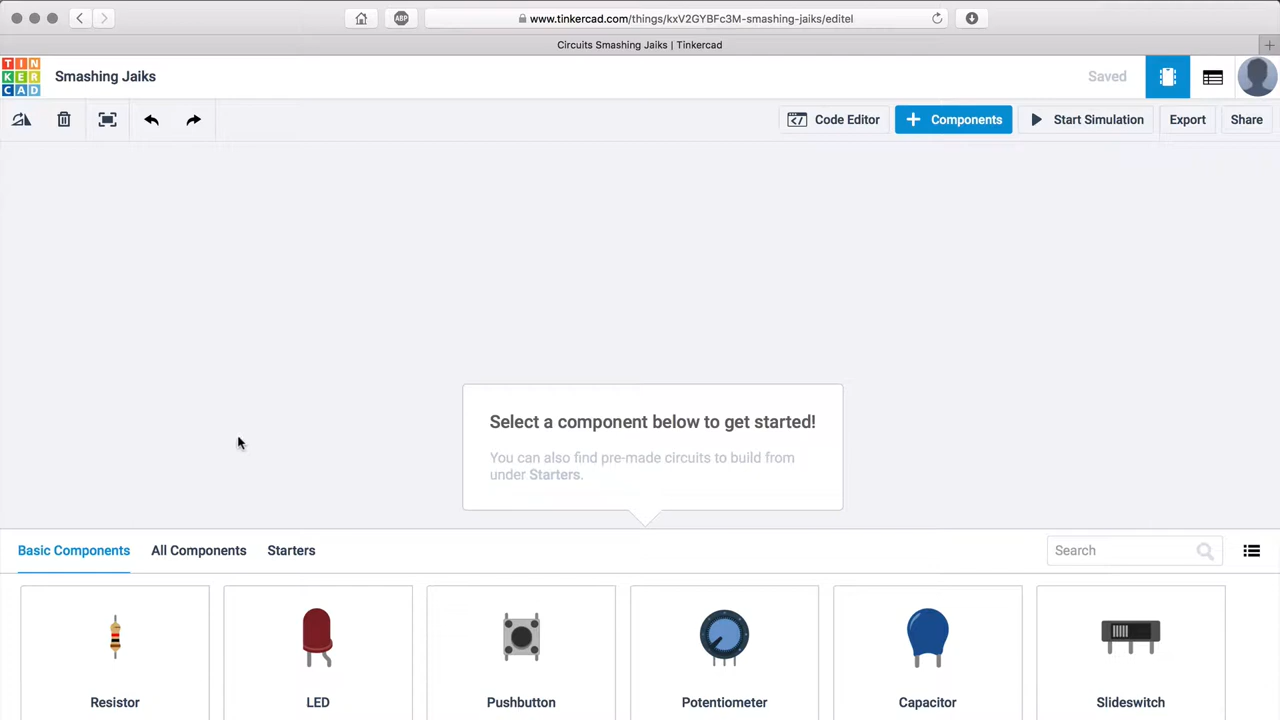 www.tinkercad.com/things/kxV2GYBFc3M-smashing-jaiks/editel
ABP
Circuits Smashing Jaiks | Tinkercad
TIN
KER
CAD
Smashing Jaiks
Saved
Code Editor
Components
Start Simulation
Export
Share
Select a component below to get started!
You can also find pre-made circuits to build from
under Starters.
Basic Components
All Components
Starters
Search
Resistor
LED
Pushbutton
Potentiometer
Capacitor
Slideswitch